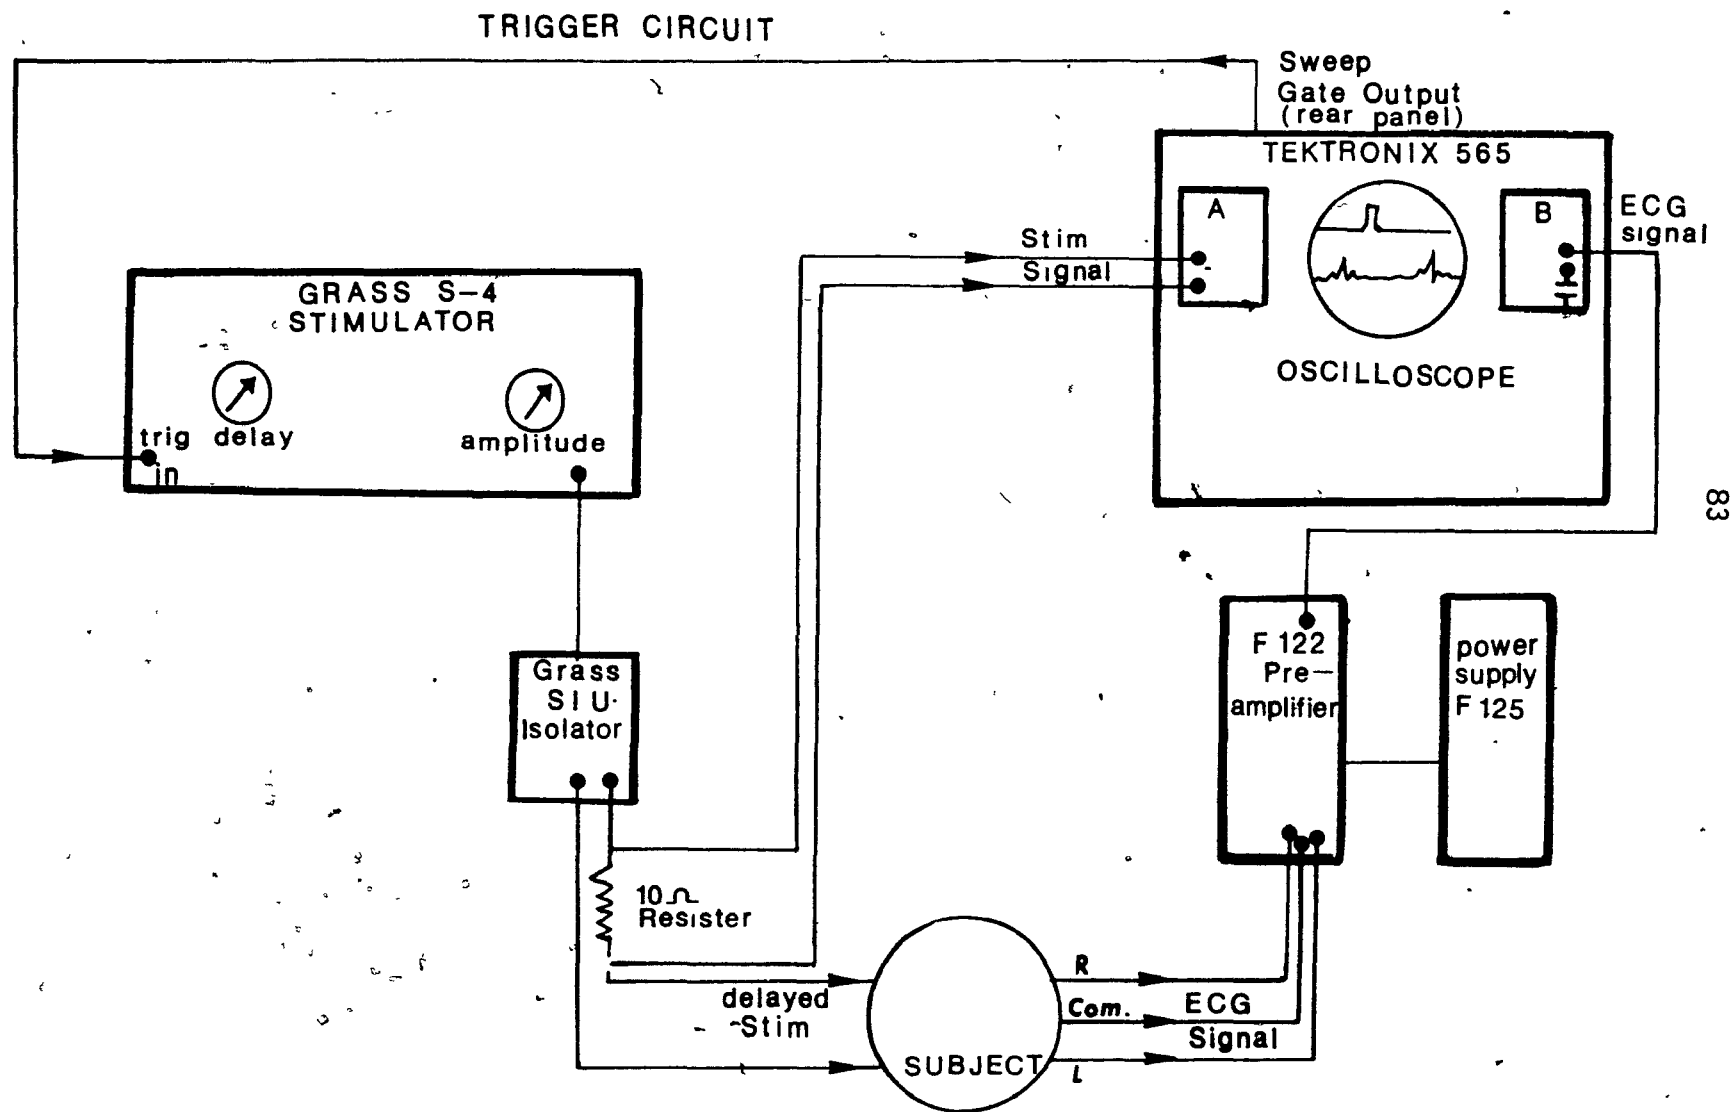 TRIGGER CIRCUIT
Sweep
Gate Output
(rear panel)
TEKTRONIX 565
A
B
ECG
signal
Stim
Signal
OSCILLOSCOPE
GRASS S-4
STIMULATOR
trig delay
in
amplitude
83
Grass
SIU
Isolator
F 122
Pre-
amplifier
power
supply
F 125
10Ω
Resister
delayed
Stim
SUBJECT
R
Com.
L
ECG
Signal